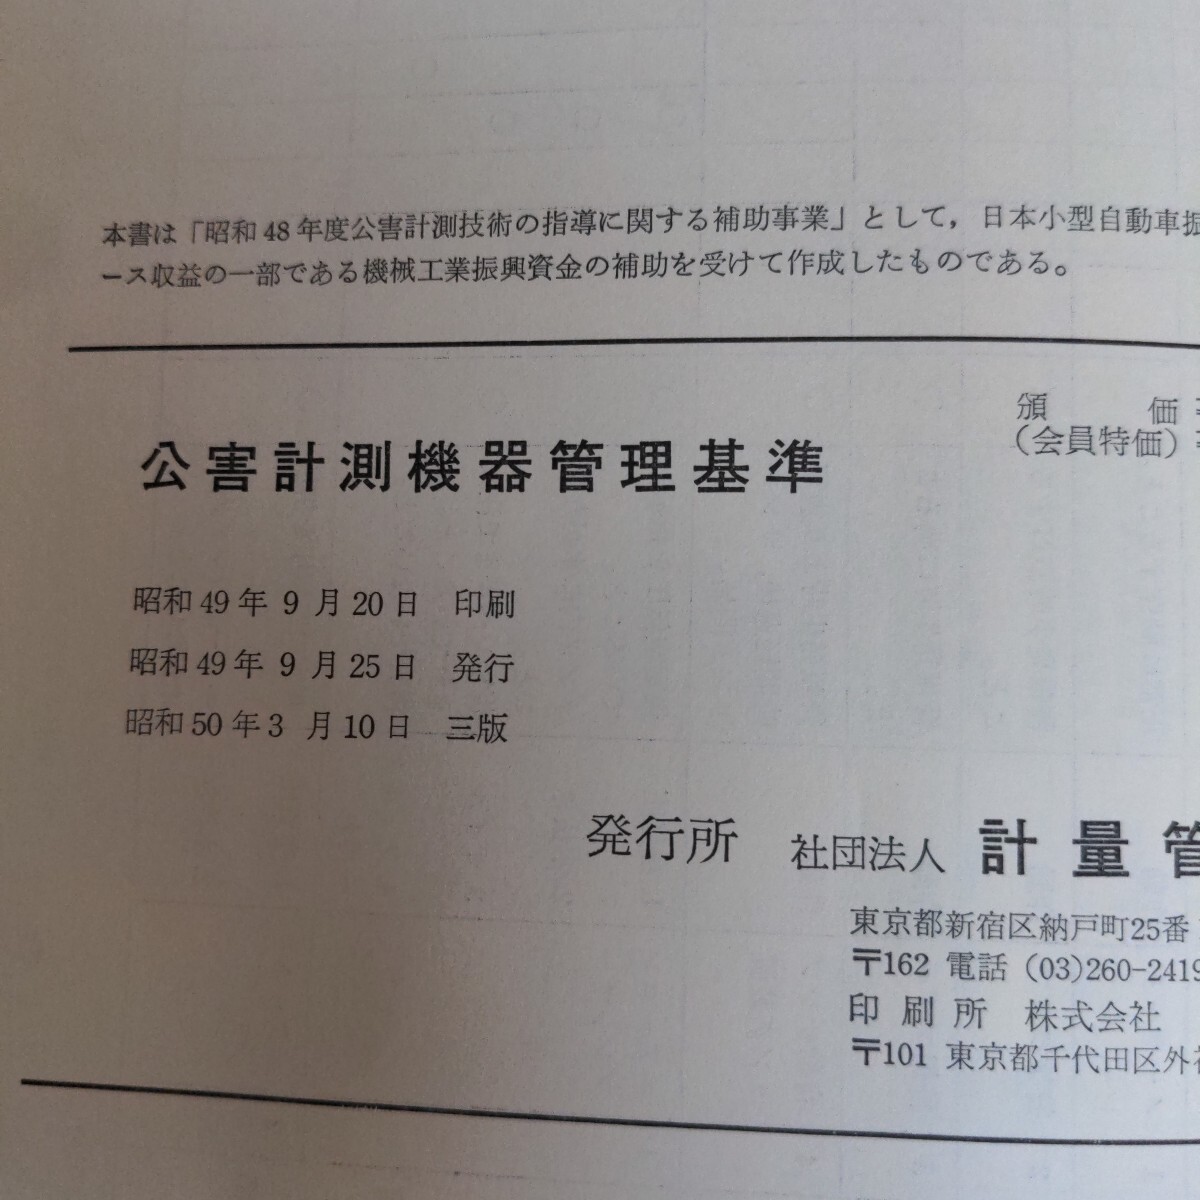 本書は「昭和48年度公害計測技術の指導に関する補助事業」として，日本小型自動車振
ース収益の一部である機械工業振興資金の補助を受けて作成したものである。
頒　　価
（会員特価）
公害計測機器管理基準
昭和49年 9 月20日　印刷
昭和49年 9 月25日　発行
昭和50年3 月10日　三版
発行所　社団法人 計量管
東京都新宿区納戸町25番
〒162 電話 (03)260-2419
印刷所　株式会社
〒101 東京都千代田区外